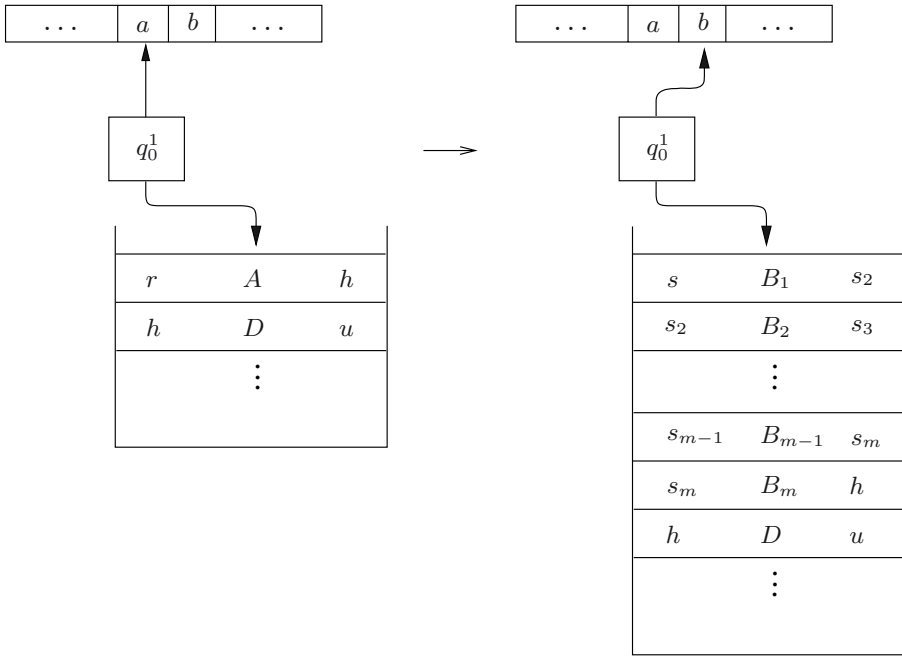 ... a b ...
q_0^1
r A h
h D u
⋮
... a b ...
q_0^1
s B_1 s_2
s_2 B_2 s_3
⋮
s_{m-1} B_{m-1} s_m
s_m B_m h
h D u
⋮